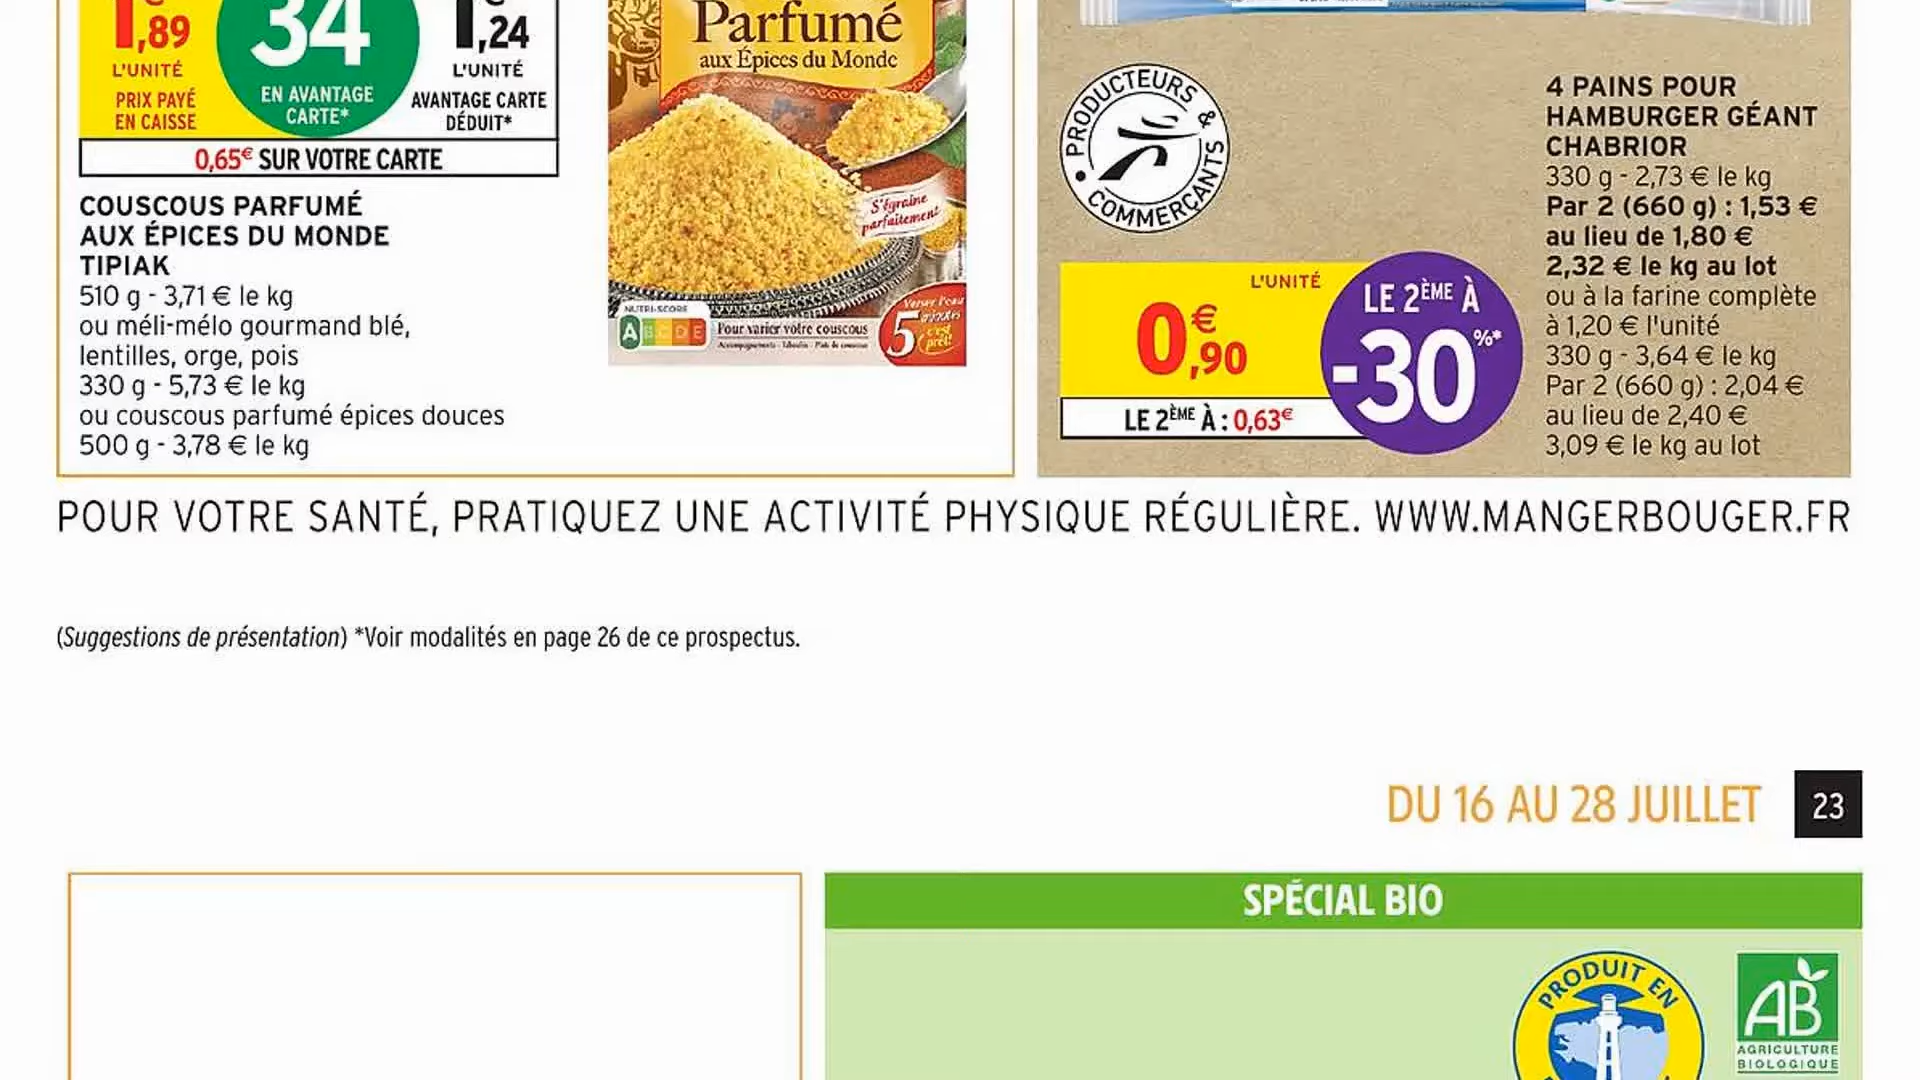 1€,89
L'UNITÉ
PRIX PAYÉ
EN CAISSE
34
EN AVANTAGE
CARTE*
1€,24
L'UNITÉ
AVANTAGE CARTE
DÉDUIT*
0,65€ SUR VOTRE CARTE
COUSCOUS PARFUMÉ
AUX ÉPICES DU MONDE
TIPIAK
510 g - 3,71 € le kg
ou méli-mélo gourmand blé,
lentilles, orge, pois
330 g - 5,73 € le kg
ou couscous parfumé épices douces
500 g - 3,78 € le kg
Parfumé
aux Épices du Monde
S'égraine
parfaitement
NUTRI-SCORE
A B C D E
Pour varier votre couscous
Verser l'eau
5 minutes
c'est
prêt!
PRODUCTEURS & COMMERÇANTS
L'UNITÉ
0€,90
LE 2ÈME À : 0,63€
LE 2ÈME À
-30%*
4 PAINS POUR
HAMBURGER GÉANT
CHABRIOR
330 g - 2,73 € le kg
Par 2 (660 g) : 1,53 €
au lieu de 1,80 €
2,32 € le kg au lot
ou à la farine complète
à 1,20 € l'unité
330 g - 3,64 € le kg
Par 2 (660 g) : 2,04 €
au lieu de 2,40 €
3,09 € le kg au lot
POUR VOTRE SANTÉ, PRATIQUEZ UNE ACTIVITÉ PHYSIQUE RÉGULIÈRE. WWW.MANGERBOUGER.FR
(Suggestions de présentation) *Voir modalités en page 26 de ce prospectus.
DU 16 AU 28 JUILLET 23
SPÉCIAL BIO
PRODUIT EN
AB
AGRICULTURE
BIOLOGIQUE